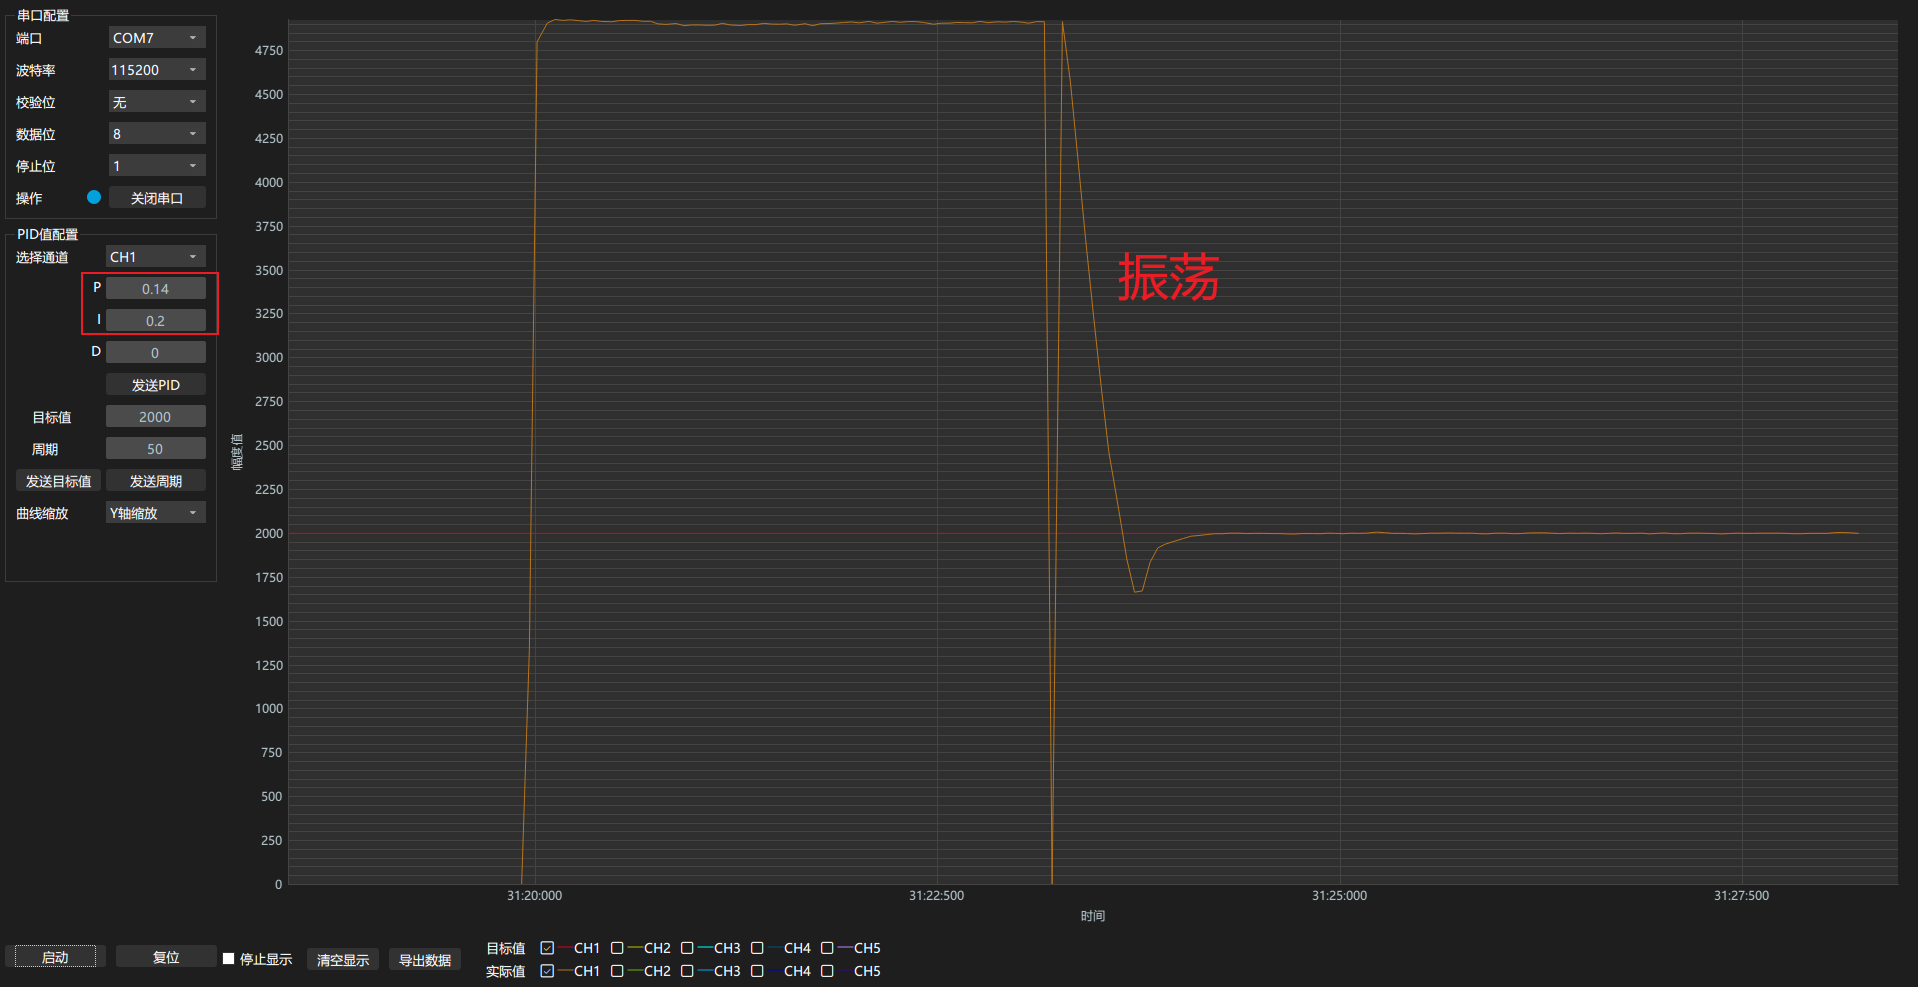 串口配置
端口 COM7
波特率 115200
校验位 无
数据位 8
停止位 1
操作 关闭串口
PID值配置
选择通道 CH1
P 0.14
I 0.2
D 0
发送PID
目标值 2000
周期 50
发送目标值 发送周期
曲线缩放 Y轴缩放
启动 复位 停止显示 清空显示 导出数据
幅度值
4750
4500
4250
4000
3750
3500
3250
3000
2750
2500
2250
2000
1750
1500
1250
1000
750
500
250
0
振荡
31:20:000 31:22:500 31:25:000 31:27:500
时间
目标值 CH1 CH2 CH3 CH4 CH5
实际值 CH1 CH2 CH3 CH4 CH5